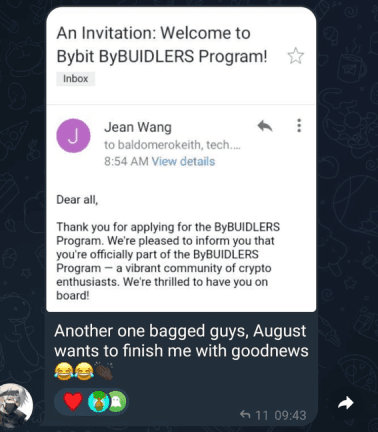 An Invitation: Welcome to
Bybit ByBUIDLERS Program!
Inbox
J
Jean Wang
to baldomerokeith, tech....
8:54 AM View details
Dear all,
Thank you for applying for the ByBUIDLERS
Program. We're pleased to inform you that
you're officially part of the ByBUIDLERS
Program – a vibrant community of crypto
enthusiasts. We're thrilled to have you on
board!
Another one bagged guys, August
wants to finish me with goodnews
😂😂👏🏿
11 09:43